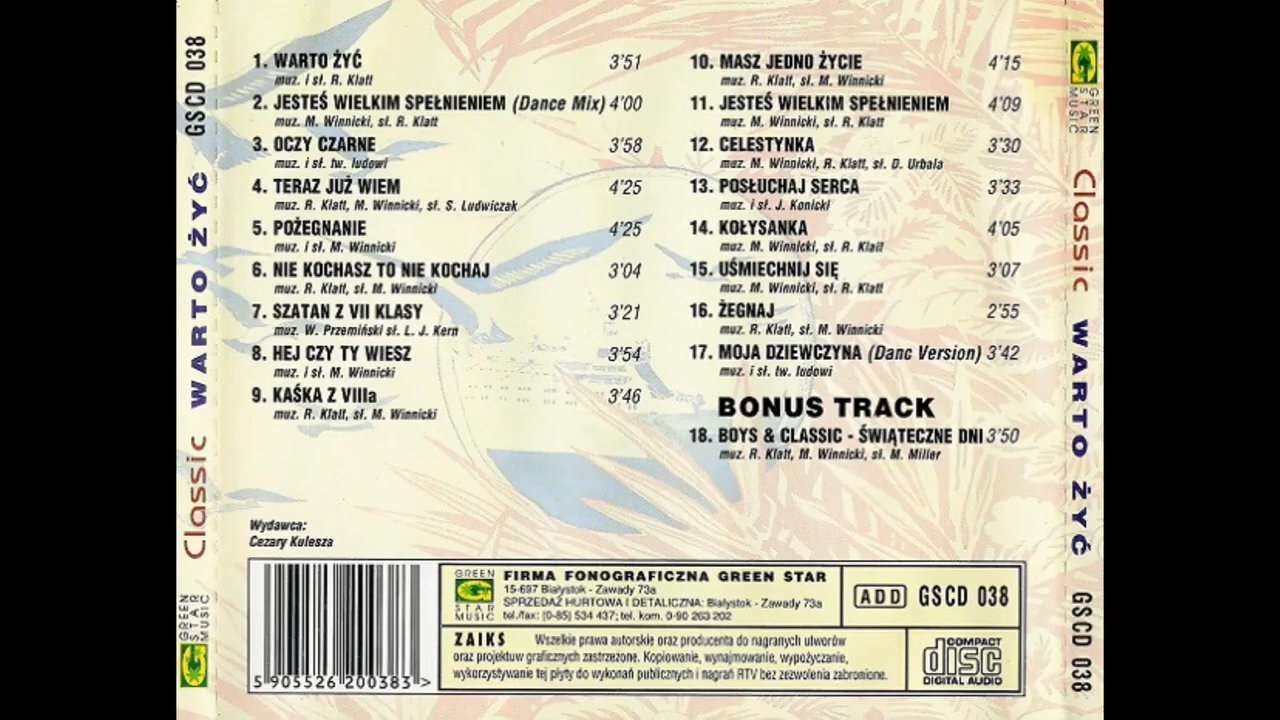 GSCD 038
WARTO ŻYĆ
Classic
GREEN
STAR
MUSIC
1. WARTO ŻYĆ 3'51
muz. i sł. R. Klatt
2. JESTEŚ WIELKIM SPEŁNIENIEM (Dance Mix) 4'00
muz. M. Winnicki, sł. R. Klatt
3. OCZY CZARNE 3'58
muz. i sł. tw. ludowi
4. TERAZ JUŻ WIEM 4'25
muz. R. Klatt, M. Winnicki, sł. S. Ludwiczak
5. POŻEGNANIE 4'25
muz. i sł. M. Winnicki
6. NIE KOCHASZ TO NIE KOCHAJ 3'04
muz. R. Klatt, sł. M. Winnicki
7. SZATAN Z VII KLASY 3'21
muz. W. Przemiński sł. L. J. Kern
8. HEJ CZY TY WIESZ 3'54
muz. i sł. M. Winnicki
9. KAŚKA Z VIIIa 3'46
muz. R. Klatt, sł. M. Winnicki
10. MASZ JEDNO ŻYCIE 4'15
muz. R. Klatt, sł. M. Winnicki
11. JESTEŚ WIELKIM SPEŁNIENIEM 4'09
muz. M. Winnicki, sł. R. Klatt
12. CELESTYNKA 3'30
muz. M. Winnicki, R. Klatt, sł. D. Urbala
13. POSŁUCHAJ SERCA 3'33
muz. i sł. J. Konicki
14. KOŁYSANKA 4'05
muz. M. Winnicki, sł. R. Klatt
15. UŚMIECHNIJ SIĘ 3'07
muz. M. Winnicki, sł. R. Klatt
16. ŻEGNAJ 2'55
muz. R. Klatt, sł. M. Winnicki
17. MOJA DZIEWCZYNA (Danc Version) 3'42
muz. i sł. tw. ludowi
BONUS TRACK
18. BOYS & CLASSIC - ŚWIĄTECZNE DNI 3'50
muz. R. Klatt, M. Winnicki, sł. M. Miller
Wydawca:
Cezary Kulesza
5 905526 200383 >
GREEN
STAR
MUSIC
FIRMA FONOGRAFICZNA GREEN STAR
15-697 Białystok - Zawady 73a
SPRZEDAŻ HURTOWA I DETALICZNA: Białystok - Zawady 73a
tel./fax: (0-85) 534 437; tel. kom. 0-90 263 202
ADD GSCD 038
ZAIKS Wszelkie prawa autorskie oraz producenta do nagranych utworów
oraz projektuw graficznych zastrzeżone. Kopiowanie, wynajmowanie, wypożyczanie,
wykorzystywanie tej płyty do wykonań publicznych i nagrań RTV bez zezwolenia zabronione.
COMPACT
disc
DIGITAL AUDIO
GREEN
STAR
MUSIC
Classic
WARTO ŻYĆ
GSCD 038